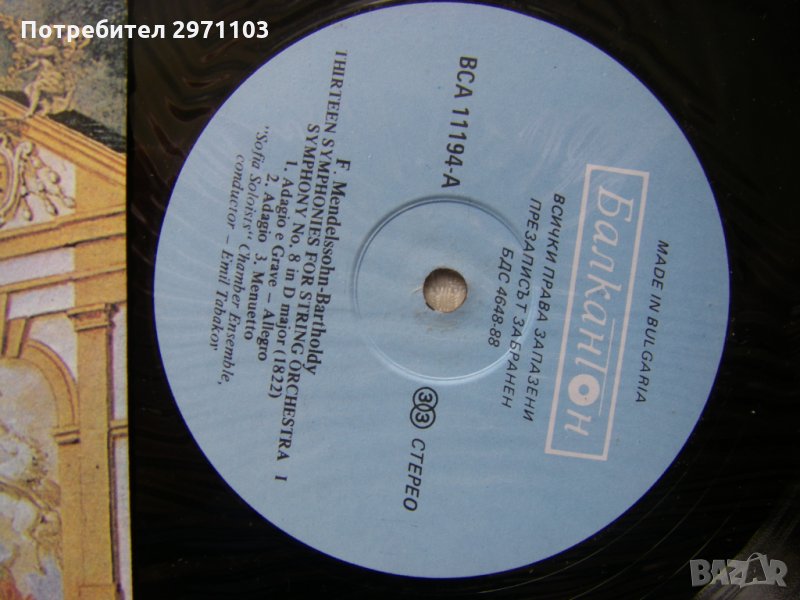 Потребител 2971103
MADE IN BULGARIA
Балкантон
ВСИЧКИ ПРАВА ЗАПАЗЕНИ
ПРЕЗАПИСЪТ ЗАБРАНЕН
БДС 4648-88
ВСА 11194-А
33 СТЕРЕО
F. Mendelssohn-Bartholdy
THIRTEEN SYMPHONIES FOR STRING ORCHESTRA I
SYMPHONY No. 8 in D major (1822)
1. Adagio e Grave – Allegro
2. Adagio 3. Menuetto
"Sofia Soloists" Chamber Ensemble,
conductor – Emil Tabakov
BAZAR